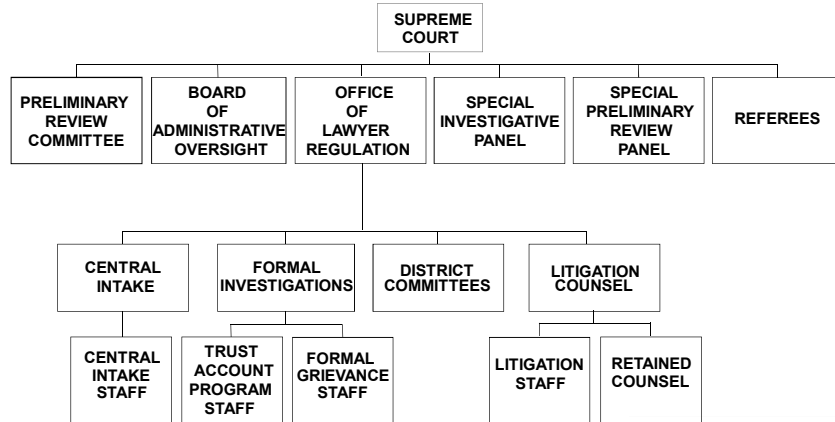 SUPREME
COURT
PRELIMINARY
REVIEW
COMMITTEE
BOARD
OF
ADMINISTRATIVE
OVERSIGHT
OFFICE
OF
LAWYER
REGULATION
SPECIAL
INVESTIGATIVE
PANEL
SPECIAL
PRELIMINARY
REVIEW
PANEL
REFEREES
CENTRAL
INTAKE
FORMAL
INVESTIGATIONS
DISTRICT
COMMITTEES
LITIGATION
COUNSEL
CENTRAL
INTAKE
STAFF
TRUST
ACCOUNT
PROGRAM
STAFF
FORMAL
GRIEVANCE
STAFF
LITIGATION
STAFF
RETAINED
COUNSEL